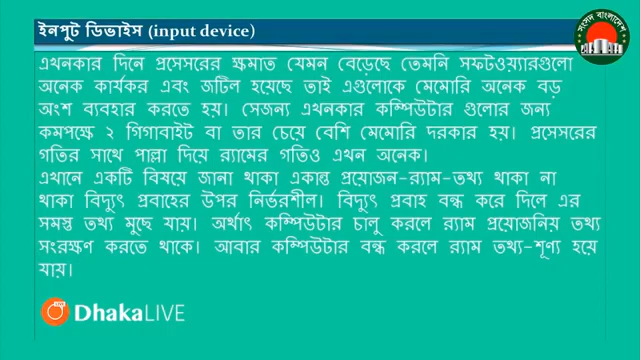 ইনপুট ডিভাইস (input device)
সংসদ বাংলাদেশ
এখনকার দিনে প্রসেসরের ক্ষমাত যেমন বেড়েছে তেমনি সফটওয়্যারগুলো
অনেক কার্যকর এবং জটিল হয়েছে তাই এগুলোকে মেমোরি অনেক বড়
অংশ ব্যবহার করতে হয়। সেজন্য এখনকার কম্পিউটার গুলোর জন্য
কমপক্ষে ২ গিগাবাইট বা তার চেয়ে বেশি মেমোরি দরকার হয়। প্রসেসরের
গতির সাথে পাল্লা দিয়ে র‍্যামের গতিও এখন অনেক।
এখানে একটি বিষয়ে জানা থাকা একান্ত প্রয়োজন-র‍্যাম-তথ্য থাকা না
থাকা বিদ্যুৎ প্রবাহের উপর নির্ভরশীল। বিদ্যুৎ প্রবাহ বন্ধ করে দিলে এর
সমস্ত তথ্য মুছে যায়। অর্থাৎ কম্পিউটার চালু করলে র‍্যাম প্রয়োজনিয় তথ্য
সংরক্ষণ করতে থাকে। আবার কম্পিউটার বন্ধ করলে র‍্যাম তথ্য-শূণ্য হয়ে
যায়।
LIVE
DhakaLIVE